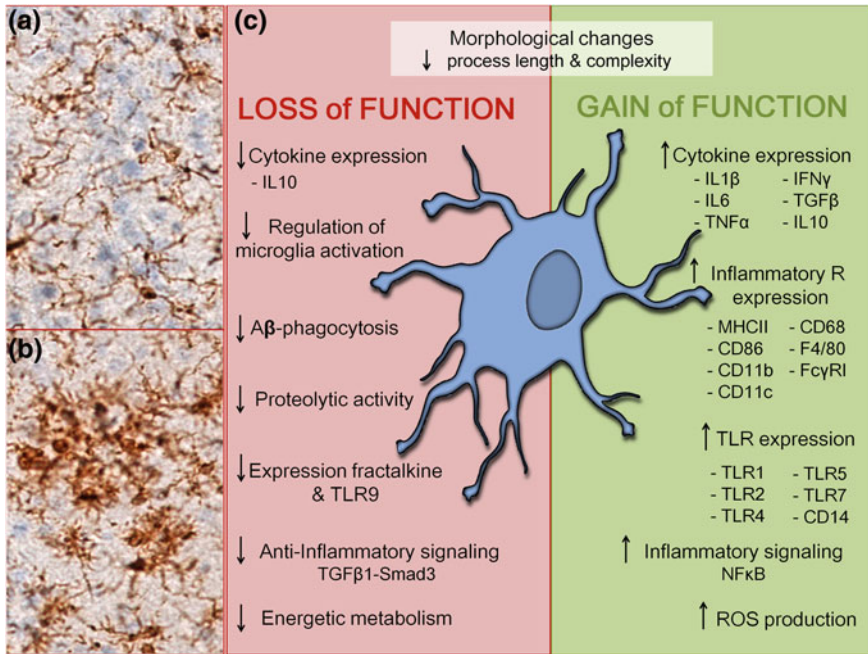 (a)
(b)
(c)
Morphological changes
↓ process length & complexity
LOSS of FUNCTION
↓ Cytokine expression
- IL10
↓ Regulation of
microglia activation
↓ Aβ-phagocytosis
↓ Proteolytic activity
↓ Expression fractalkine
& TLR9
↓ Anti-Inflammatory signaling
TGFβ1-Smad3
↓ Energetic metabolism
GAIN of FUNCTION
↑ Cytokine expression
- IL1β - IFNγ
- IL6 - TGFβ
- TNFα - IL10
↑ Inflammatory R
expression
- MHCII - CD68
- CD86 - F4/80
- CD11b - FcγRI
- CD11c
↑ TLR expression
- TLR1 - TLR5
- TLR2 - TLR7
- TLR4 - CD14
↑ Inflammatory signaling
NFκB
↑ ROS production